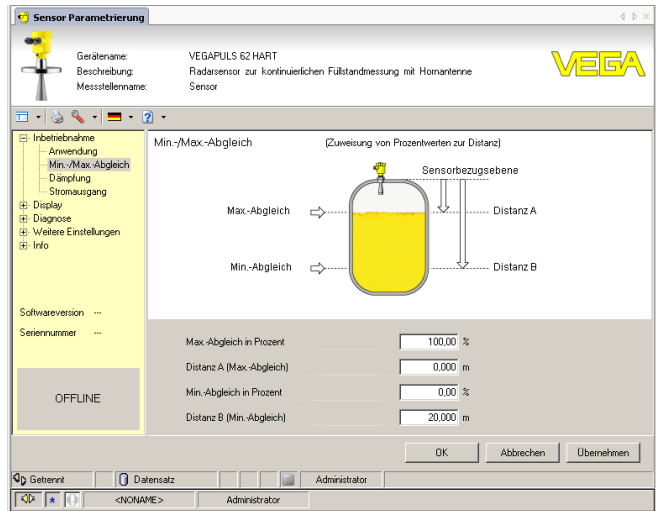 Sensor Parametrierung
Gerätename: VEGAPULS 62 HART
Beschreibung: Radarsensor zur kontinuierlichen Füllstandmessung mit Hornantenne
Messstellenname: Sensor
VEGA
Inbetriebnahme
Anwendung
Min.-/Max.-Abgleich
Dämpfung
Stromausgang
Display
Diagnose
Weitere Einstellungen
Info
Softwareversion ---
Seriennummer ---
OFFLINE
Min.-/Max.-Abgleich (Zuweisung von Prozentwerten zur Distanz)
Sensorbezugsebene
Max.-Abgleich Distanz A
Min.-Abgleich Distanz B
Max.-Abgleich in Prozent 100,00 %
Distanz A (Max.-Abgleich) 0,000 m
Min.-Abgleich in Prozent 0,00 %
Distanz B (Min.-Abgleich) 20,000 m
OK Abbrechen Übernehmen
Getrennt Datensatz Administrator
<NONAME> Administrator